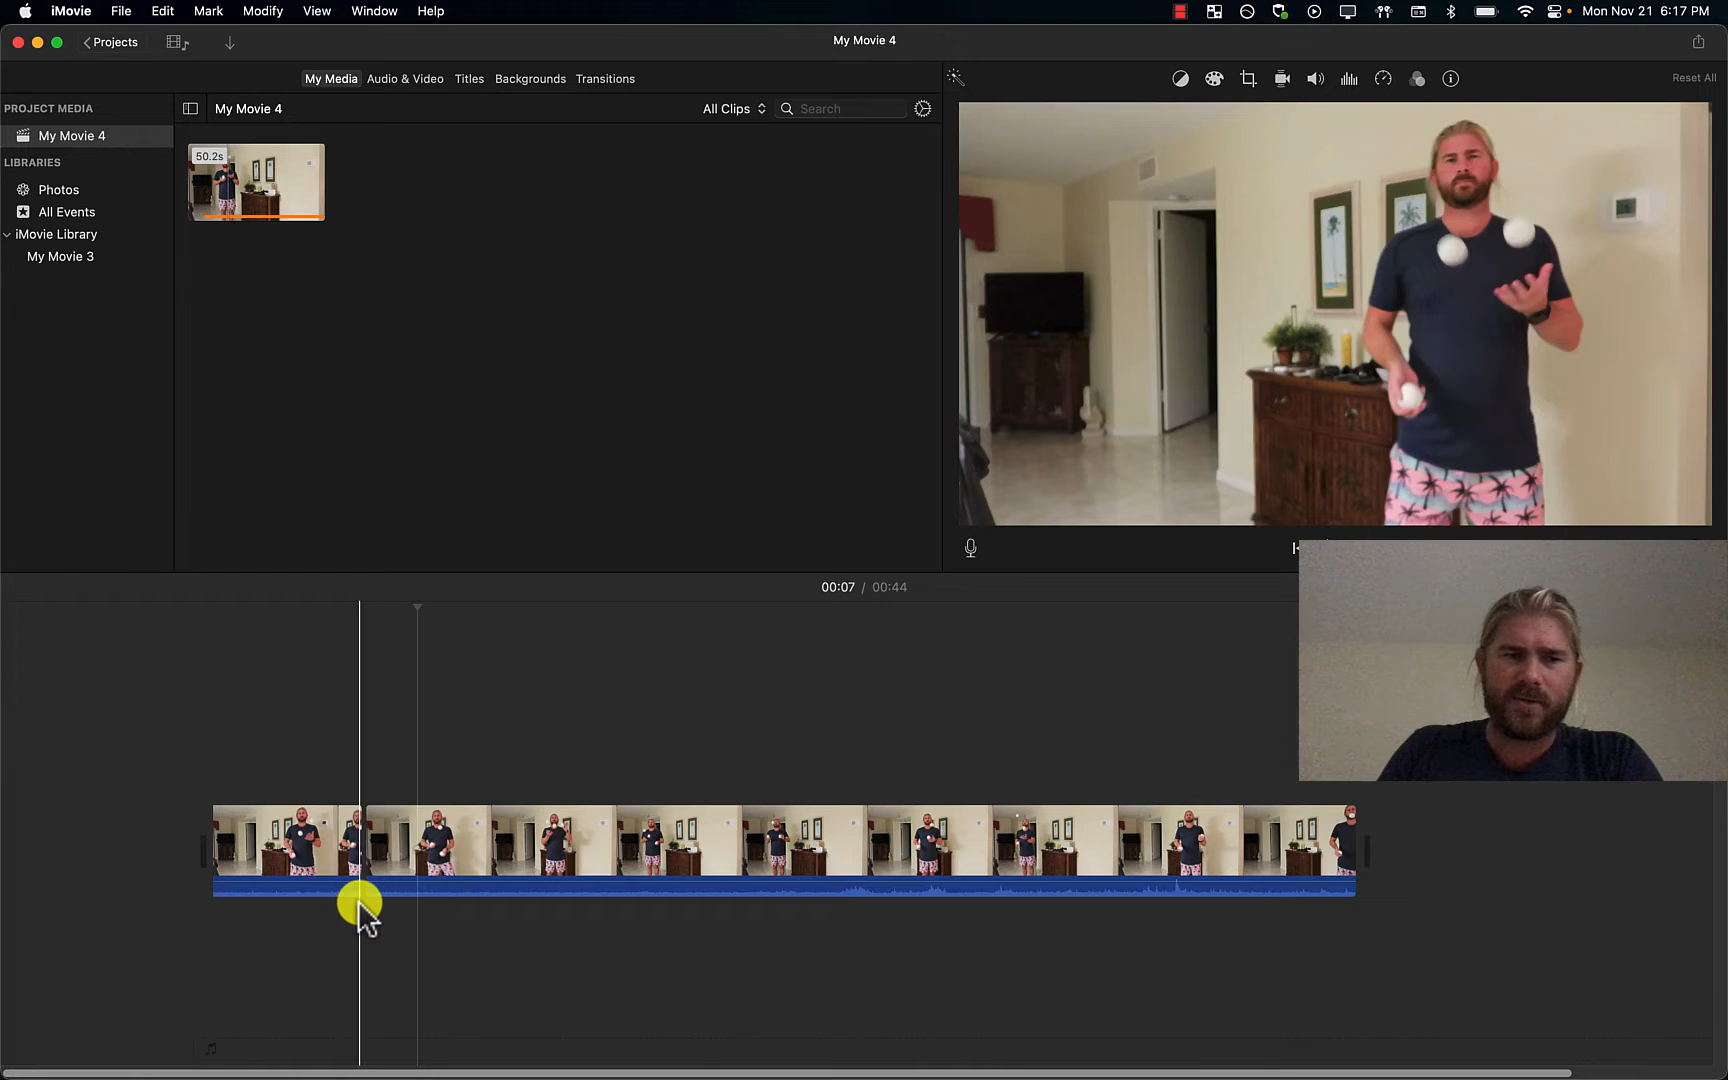 iMovie File Edit Mark Modify View Window Help Mon Nov 21 6:17 PM
Projects My Movie 4
My Media Audio & Video Titles Backgrounds Transitions Reset All
PROJECT MEDIA My Movie 4 All Clips Search
My Movie 4
LIBRARIES 50.2s
Photos
All Events
iMovie Library
My Movie 3
00:07 / 00:44